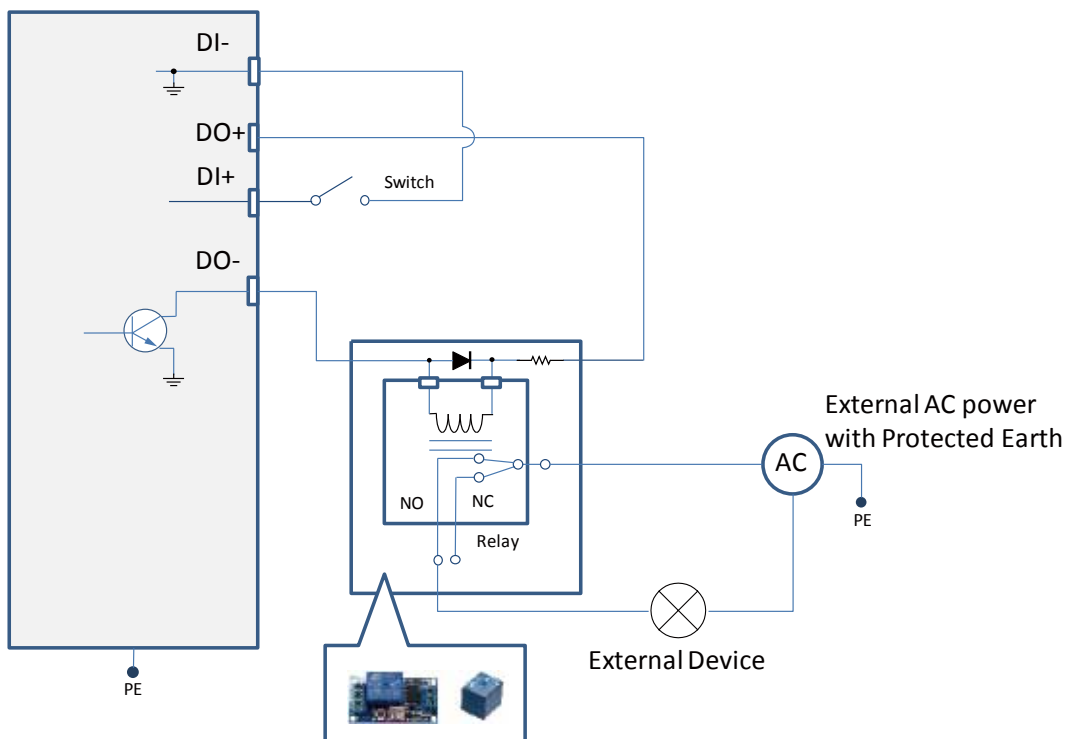 DI-
DO+
DI+
Switch
DO-
External AC power
with Protected Earth
AC
NO
NC
PE
Relay
External Device
PE